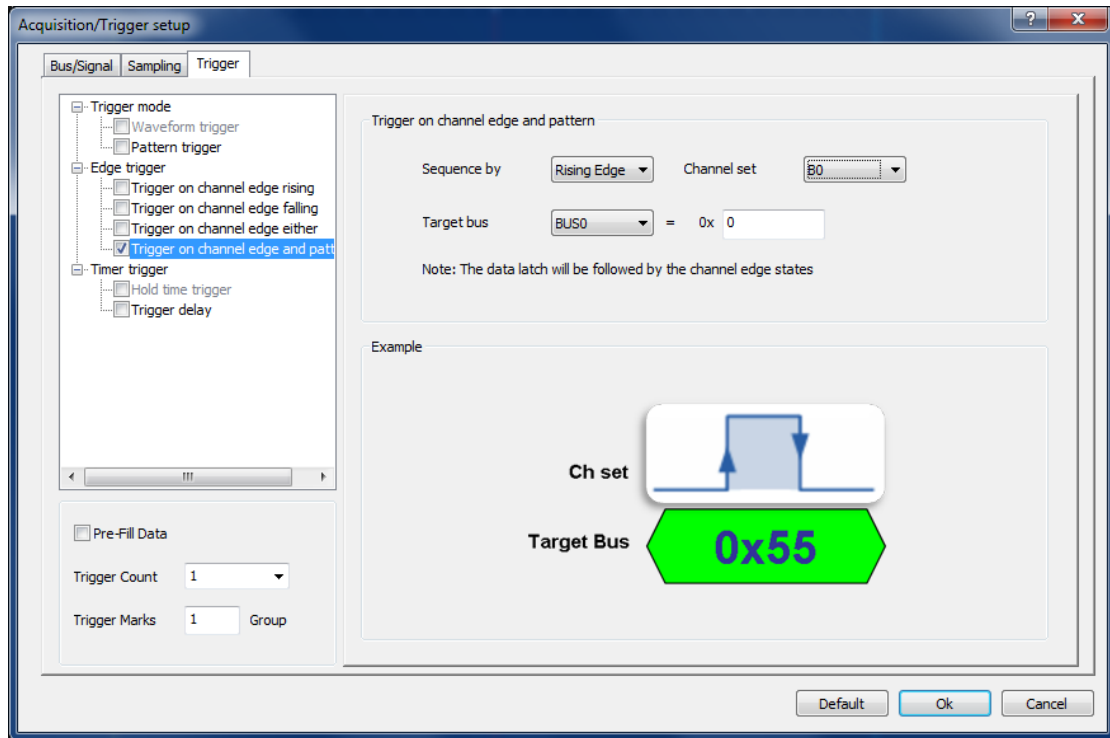 Acquisition/Trigger setup
Bus/Signal Sampling Trigger
Trigger mode
Waveform trigger
Pattern trigger
Edge trigger
Trigger on channel edge rising
Trigger on channel edge falling
Trigger on channel edge either
Trigger on channel edge and patt
Timer trigger
Hold time trigger
Trigger delay
Pre-Fill Data
Trigger Count 1
Trigger Marks 1 Group
Trigger on channel edge and pattern
Sequence by Rising Edge Channel set B0
Target bus BUS0 = 0x 0
Note: The data latch will be followed by the channel edge states
Example
Ch set
Target Bus 0x55
Default Ok Cancel